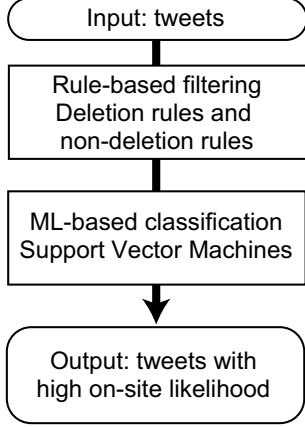 Input: tweets
Rule-based filtering
Deletion rules and
non-deletion rules
ML-based classification
Support Vector Machines
Output: tweets with
high on-site likelihood